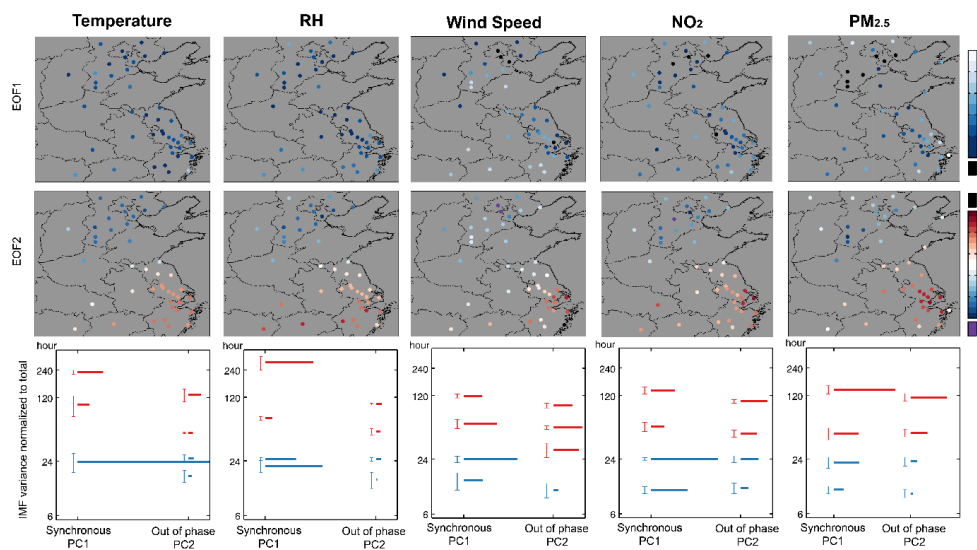 Temperature RH Wind Speed NO2 PM2.5
EOF1
EOF2
IMF variance normalized to total
hour hour hour hour hour
240 240 240 240 240
120 120 120 120 120
24 24 24 24 24
6 6 6 6 6
Synchronous Out of phase Synchronous Out of phase Synchronous Out of phase Synchronous Out of phase Synchronous Out of phase
PC1 PC2 PC1 PC2 PC1 PC2 PC1 PC2 PC1 PC2